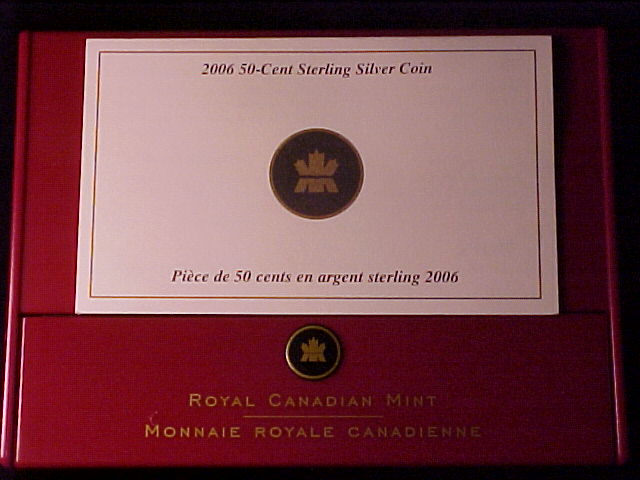 2006 50-Cent Sterling Silver Coin
Pièce de 50 cents en argent sterling 2006
ROYAL CANADIAN MINT
MONNAIE ROYALE CANADIENNE